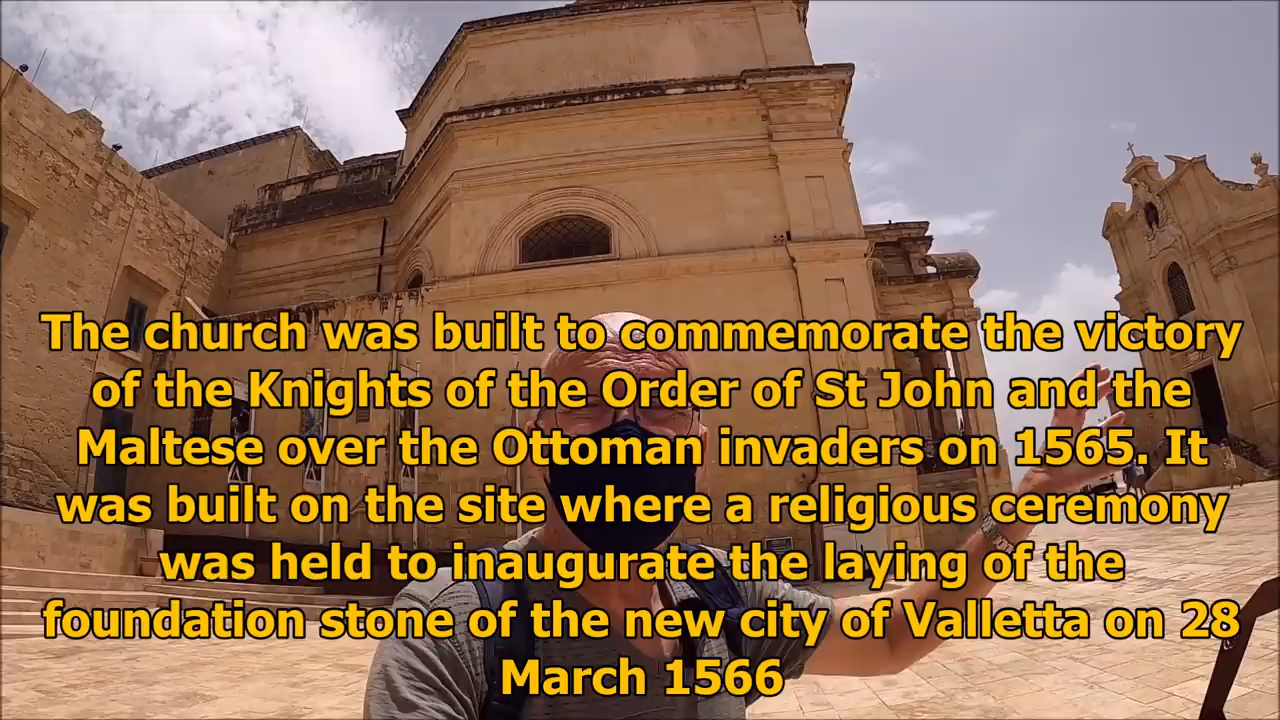 The church was built to commemorate the victory
of the Knights of the Order of St John and the
Maltese over the Ottoman invaders on 1565. It
was built on the site where a religious ceremony
was held to inaugurate the laying of the
foundation stone of the new city of Valletta on 28
March 1566